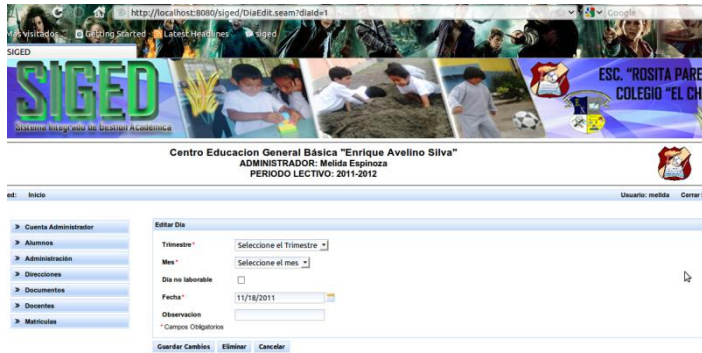 http://localhost:8080/siged/DiaEdit.seam?diaId=1
Google
Más visitados
Getting Started
Latest Headlines
siged
SIGED
SIGED
Sistema Integrado de Gestion Academica
ESC. "ROSITA PARE
COLEGIO "EL CH
Centro Educacion General Básica "Enrique Avelino Silva"
ADMINISTRADOR: Melida Espinoza
PERIODO LECTIVO: 2011-2012
ed: Inicio
Usuario: melida Cerrar
Cuenta Administrador
Alumnos
Administración
Direcciones
Documentos
Docentes
Matriculas
Editar Dia
Trimestre * Seleccione el Trimestre
Mes * Seleccione el mes
Dia no laborable
Fecha * 11/18/2011
Observacion
* Campos Obligatorios
Guardar Cambios Eliminar Cancelar